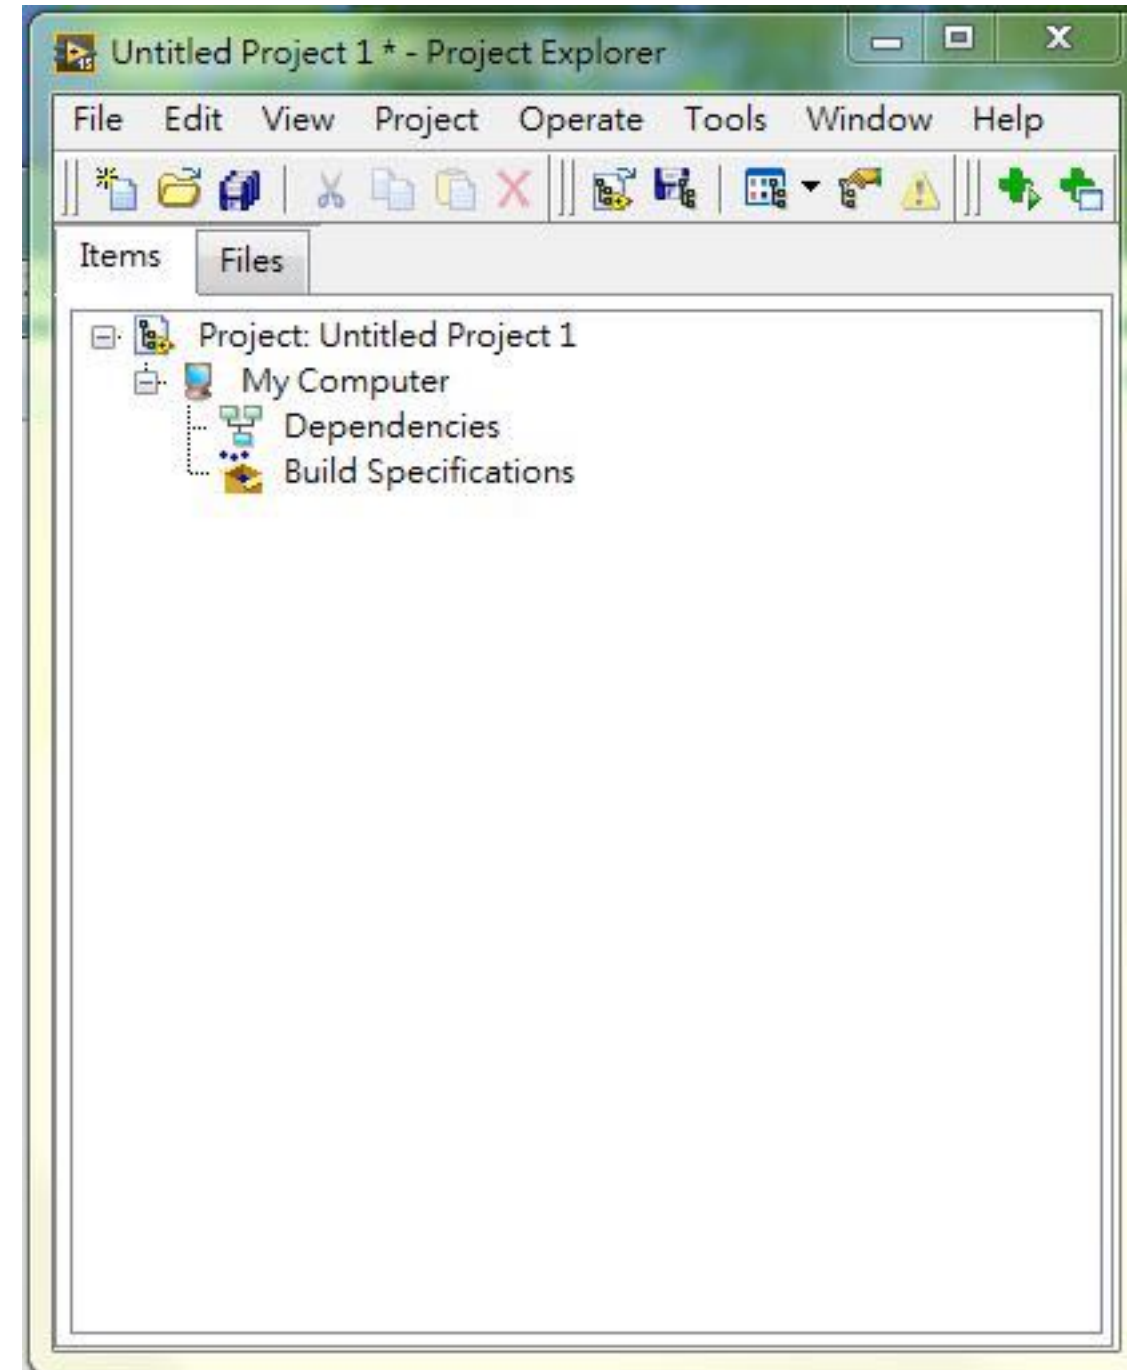 Untitled Project 1 * - Project Explorer
File Edit View Project Operate Tools Window Help
Items Files
Project: Untitled Project 1
My Computer
Dependencies
Build Specifications